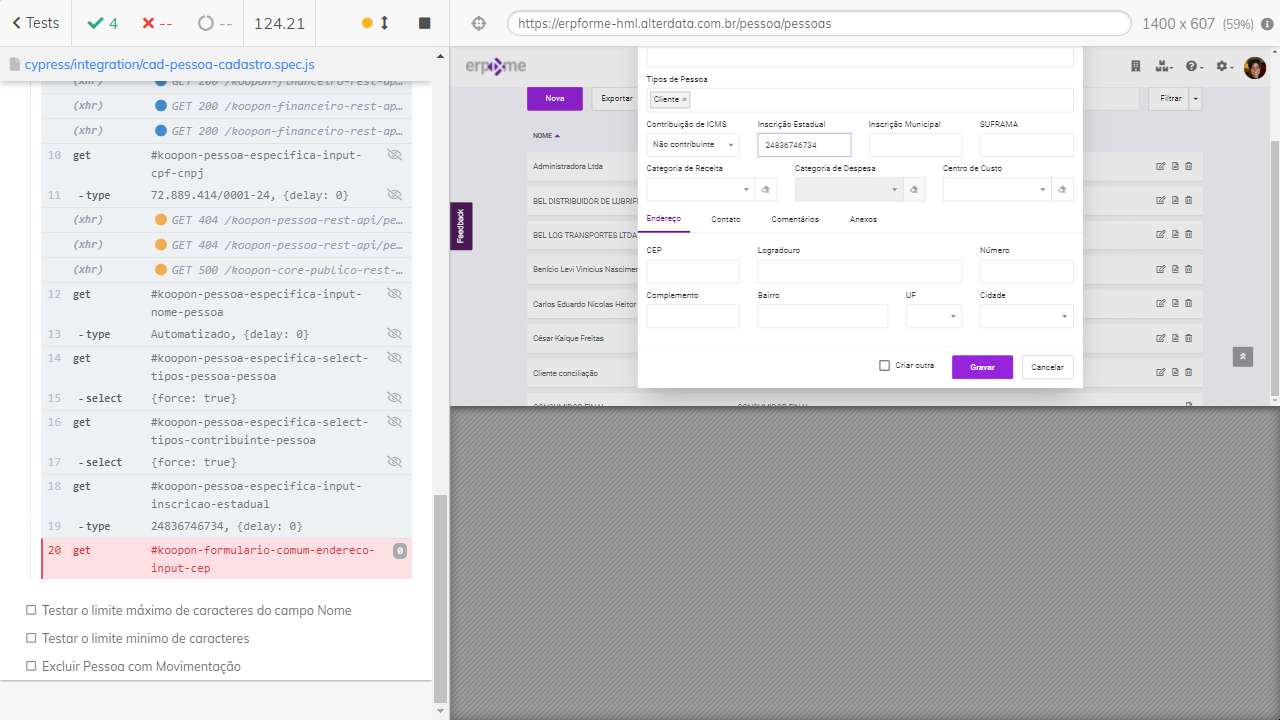 Tests
4
--
--
124.21
https://erpforme-hml.alterdata.com.br/pessoa/pessoas
1400 x 607 (59%)
cypress/integration/cad-pessoa-cadastro.spec.js
(xhr) GET 200 /koopon-financeiro-rest-ap…
(xhr) GET 200 /koopon-financeiro-rest-ap…
(xhr) GET 200 /koopon-financeiro-rest-ap…
10 get #koopon-pessoa-especifica-input-
cpf-cnpj
11 -type 72.889.414/0001-24, {delay: 0}
(xhr) GET 404 /koopon-pessoa-rest-api/pe…
(xhr) GET 404 /koopon-pessoa-rest-api/pe…
(xhr) GET 500 /koopon-core-publico-rest-…
12 get #koopon-pessoa-especifica-input-
nome-pessoa
13 -type Automatizado, {delay: 0}
14 get #koopon-pessoa-especifica-select-
tipos-pessoa-pessoa
15 -select {force: true}
16 get #koopon-pessoa-especifica-select-
tipos-contribuinte-pessoa
17 -select {force: true}
18 get #koopon-pessoa-especifica-input-
inscricao-estadual
19 -type 24836746734, {delay: 0}
20 get #koopon-formulario-comum-endereco-
input-cep
0
Testar o limite máximo de caracteres do campo Nome
Testar o limite minimo de caracteres
Excluir Pessoa com Movimentação
erp me
Nova
Exportar
Filtrar
NOME
Administradora Ltda
BEL DISTRIBUIDOR DE LUBRIFI
BEL LOG TRANSPORTES LTDA
Benício Levi Vinicius Nascimen
Carlos Eduardo Nicolas Heitor
César Kaique Freitas
Cliente conciliação
Feedback
Tipos de Pessoa
Cliente ×
Contribuição de ICMS Inscrição Estadual Inscrição Municipal SUFRAMA
Não contribuinte 24836746734
Categoria de Receita Categoria de Despesa Centro de Custo
Endereço Contato Comentários Anexos
CEP Logradouro Número
Complemento Bairro UF Cidade
Criar outra Gravar Cancelar